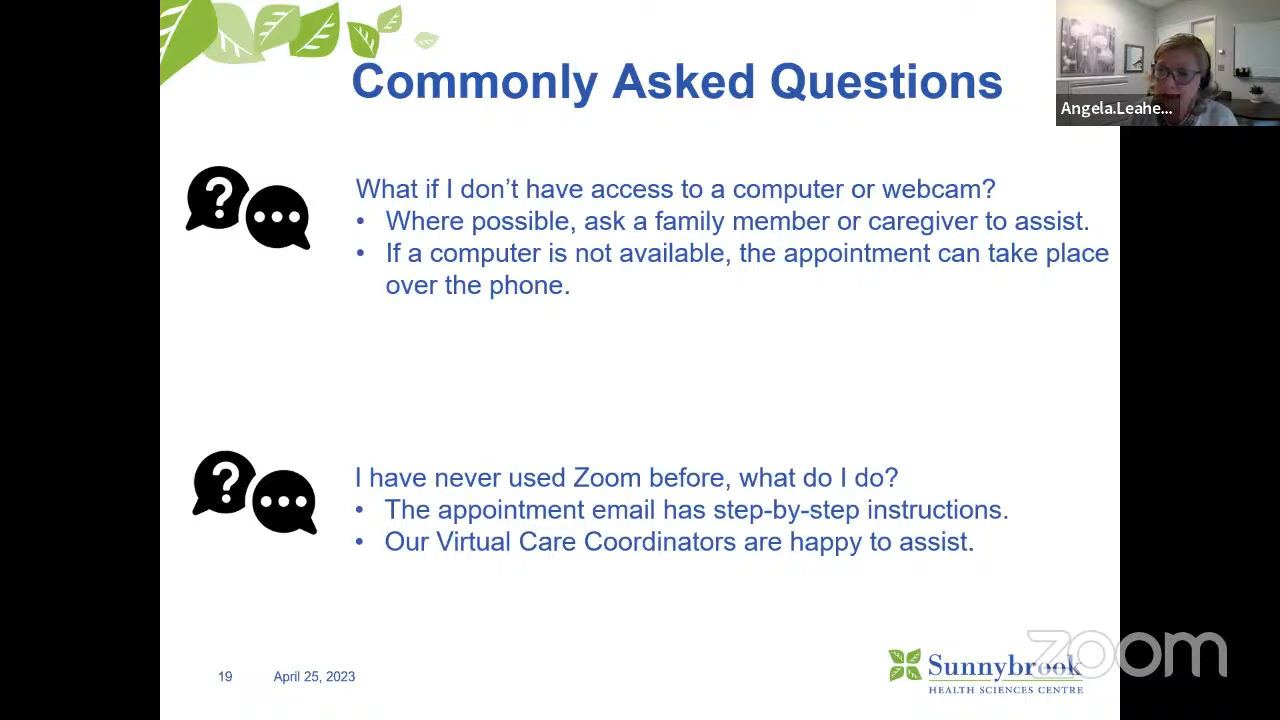 Commonly Asked Questions
Angela.Leahe...
What if I don’t have access to a computer or webcam?
• Where possible, ask a family member or caregiver to assist.
• If a computer is not available, the appointment can take place
over the phone.
I have never used Zoom before, what do I do?
• The appointment email has step-by-step instructions.
• Our Virtual Care Coordinators are happy to assist.
19 April 25, 2023
Sunnybrook
HEALTH SCIENCES CENTRE
zoom